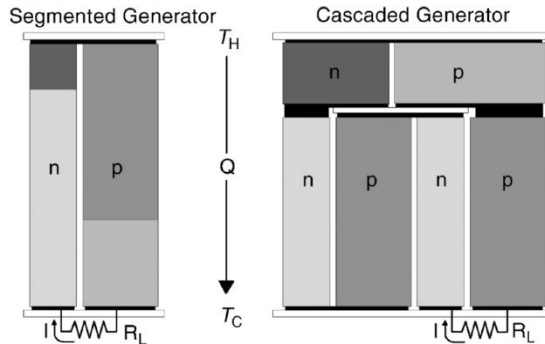 Segmented Generator
n
p
I
R_L
T_H
Q
T_C
Cascaded Generator
n
p
n
p
n
p
I
R_L